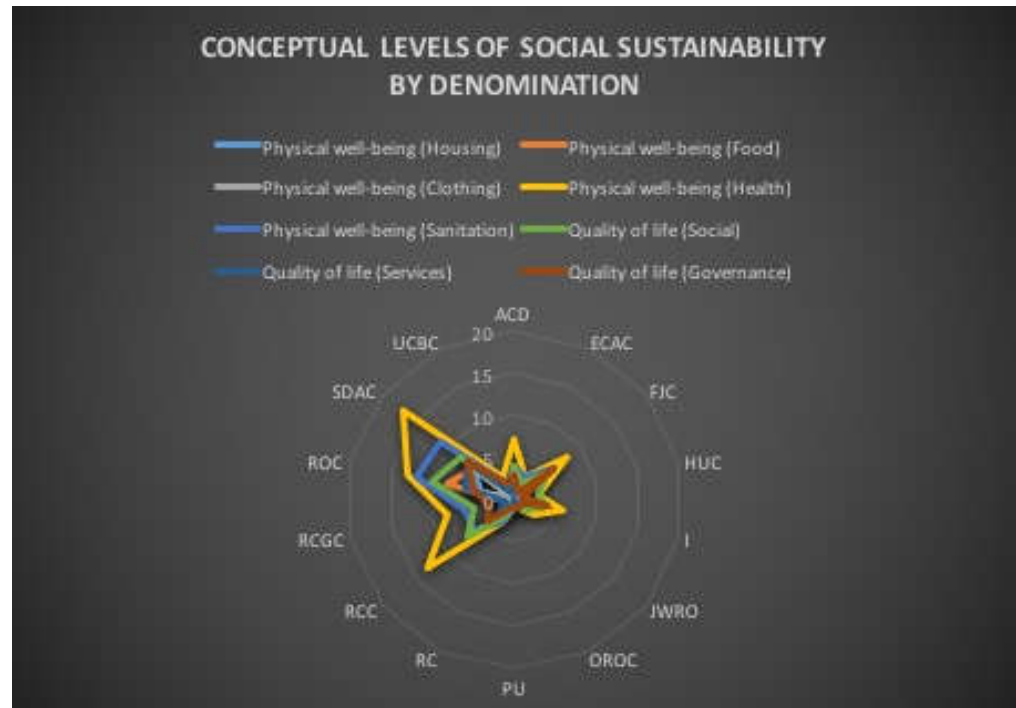 CONCEPTUAL LEVELS OF SOCIAL SUSTAINABILITY
BY DENOMINATION
Physical well-being (Housing) Physical well-being (Food)
Physical well-being (Clothing) Physical well-being (Health)
Physical well-being (Sanitation) Quality of life (Social)
Quality of life (Services) Quality of life (Governance)
ACD
20
UCBC ECAC
15
SDAC FJC
10
ROC HUC
5
0
RCGC I
RCC JWRO
RC OROC
PU